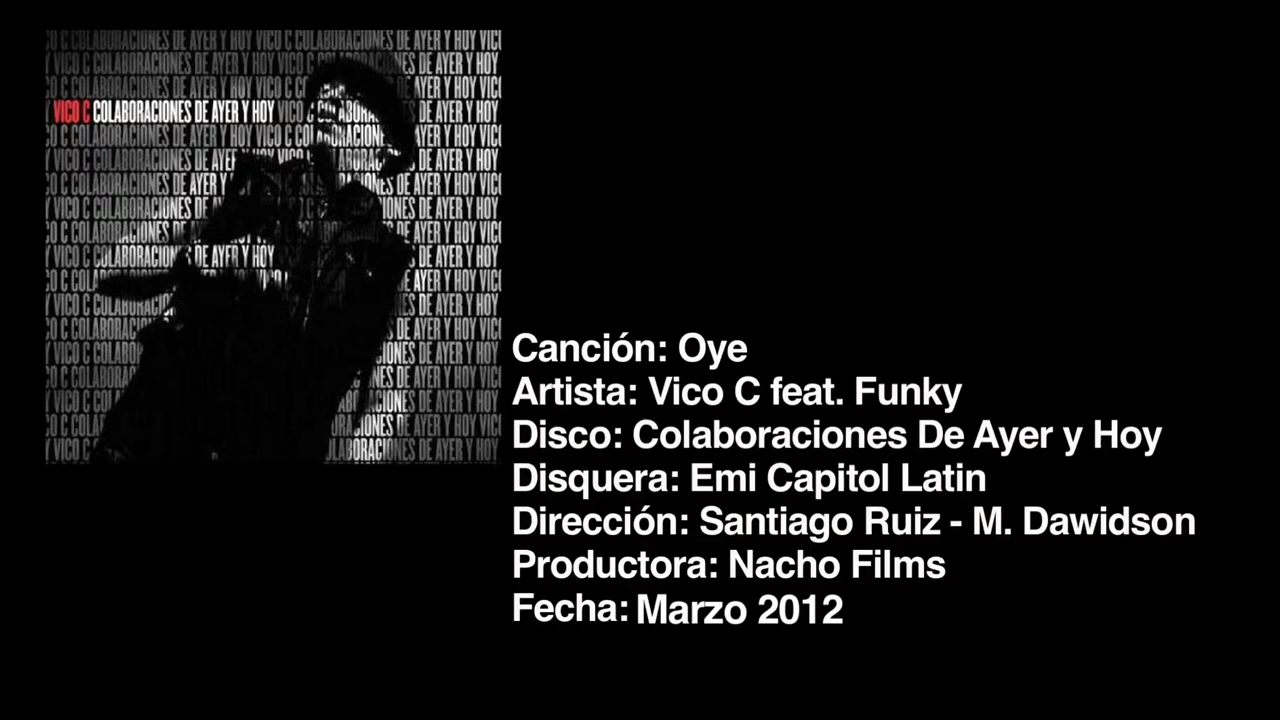 VICO C COLABORACIONES DE AYER Y HOY
Canción: Oye
Artista: Vico C feat. Funky
Disco: Colaboraciones De Ayer y Hoy
Disquera: Emi Capitol Latin
Dirección: Santiago Ruiz - M. Dawidson
Productora: Nacho Films
Fecha: Marzo 2012